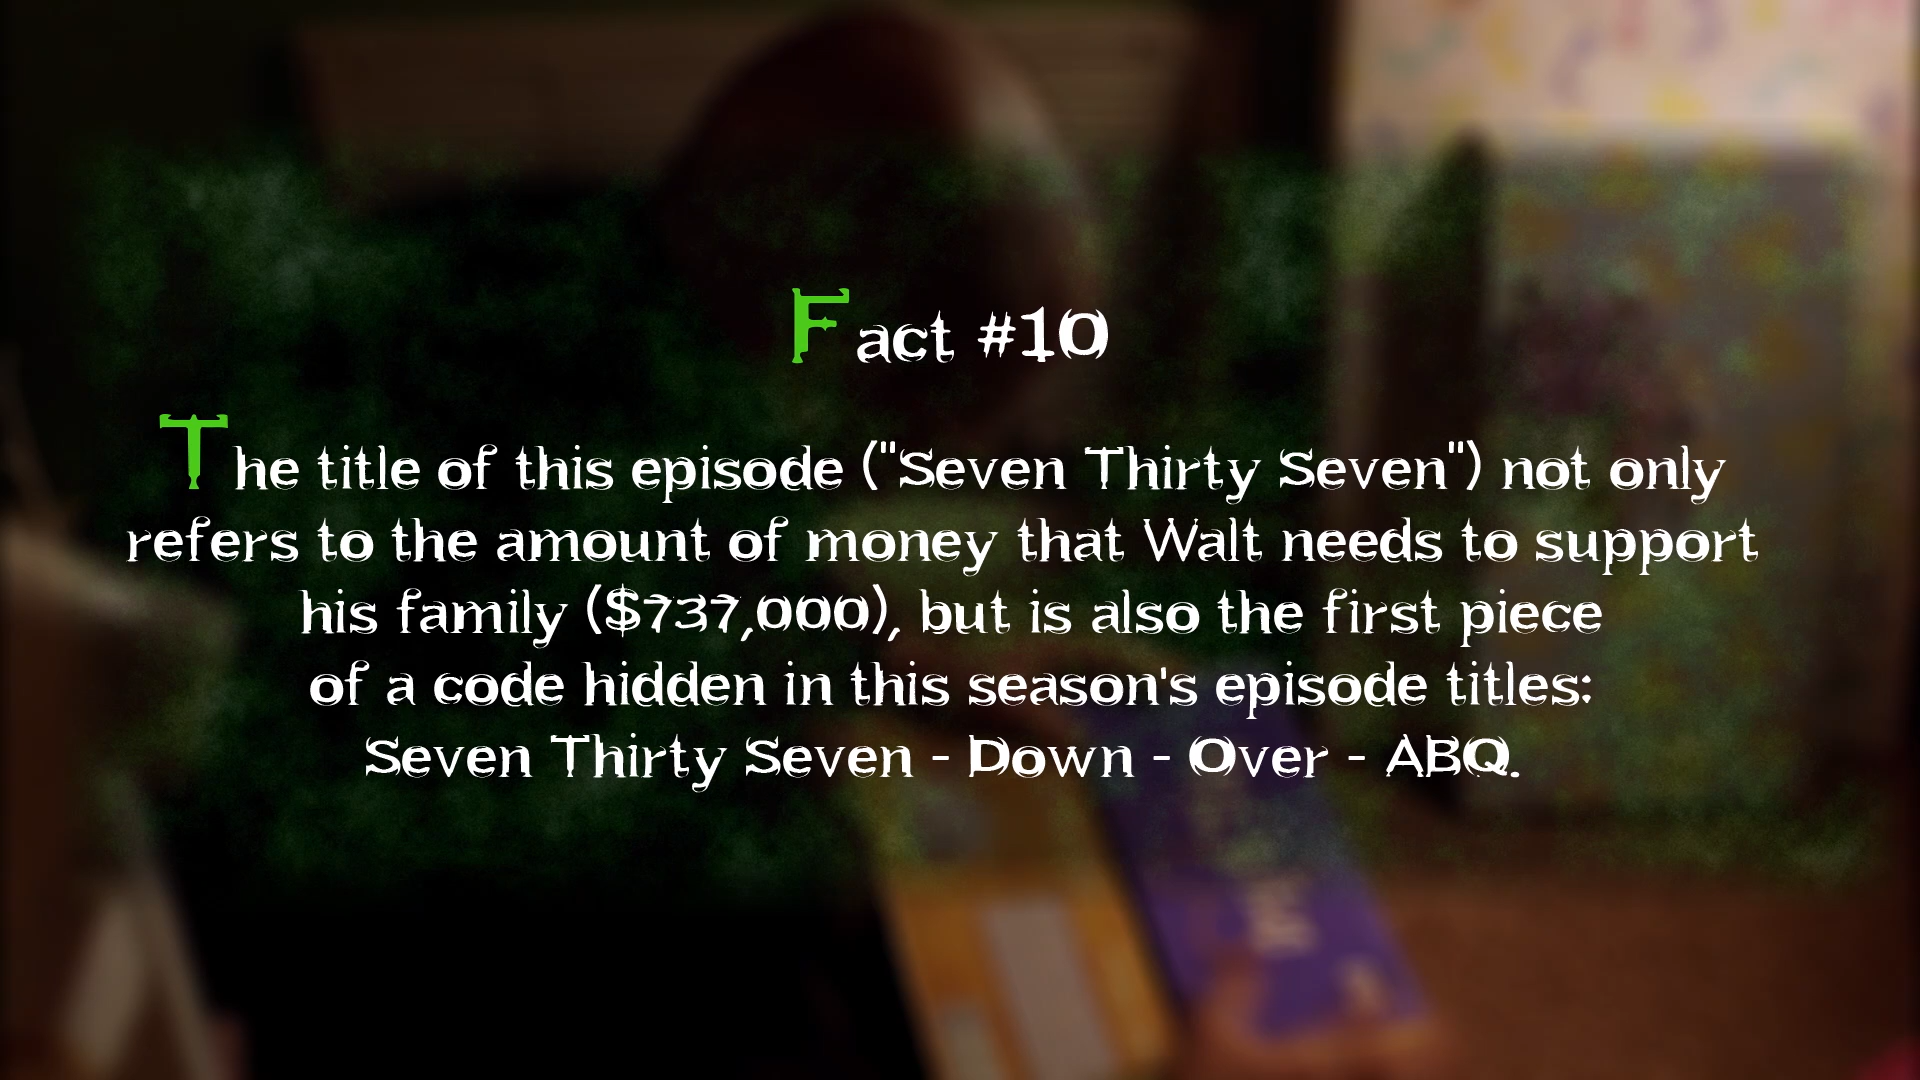 Fact #10
The title of this episode ("Seven Thirty Seven") not only
refers to the amount of money that Walt needs to support
his family ($737,000), but is also the first piece
of a code hidden in this season's episode titles:
Seven Thirty Seven - Down - Over - ABQ.